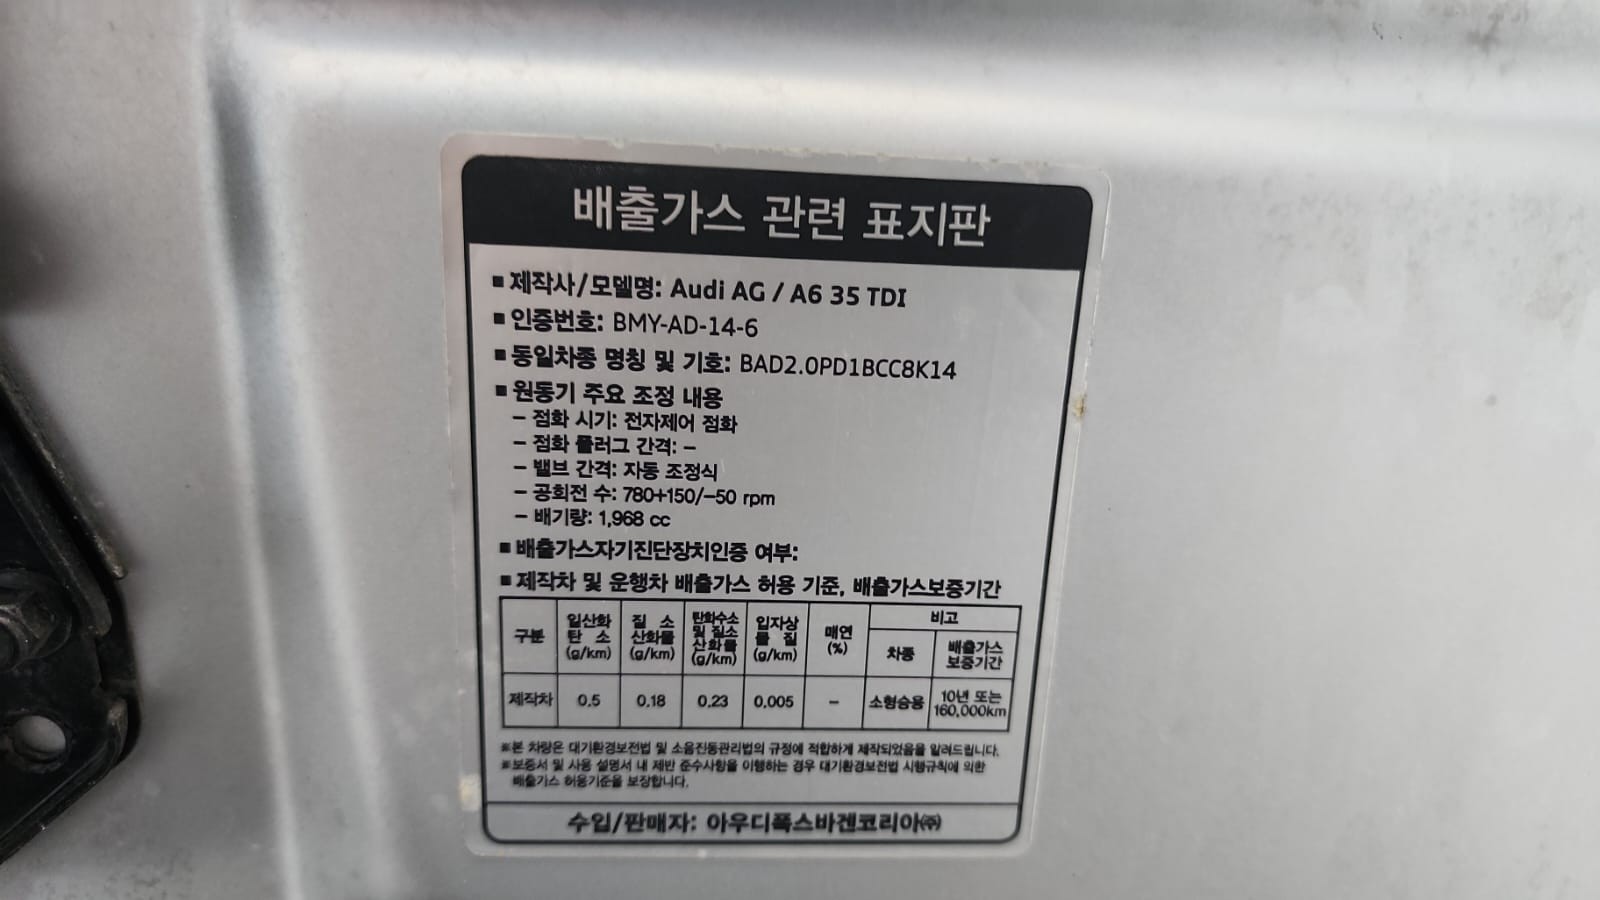 배출가스 관련 표지판
■ 제작사/모델명: Audi AG / A6 35 TDI
■ 인증번호: BMY-AD-14-6
■ 동일차종 명칭 및 기호: BAD2.0PD1BCC8K14
■ 원동기 주요 조정 내용
– 점화 시기: 전자제어 점화
– 점화 플러그 간격: –
– 밸브 간격: 자동 조정식
– 공회전 수: 780+150/–50 rpm
– 배기량: 1,968 cc
■ 배출가스자기진단장치인증 여부:
■ 제작차 및 운행차 배출가스 허용 기준, 배출가스보증기간
구분 일산화탄소 (g/km) 질소산화물 (g/km) 탄화수소 및 질소산화물 (g/km) 입자상물질 (g/km) 매연 (%) 비고
차종 배출가스 보증기간
제작차 0.5 0.18 0.23 0.005 – 소형승용 10년 또는 160,000km
※본 차량은 대기환경보전법 및 소음진동관리법의 규정에 적합하게 제작되었음을 알려드립니다.
※보증서 및 사용 설명서 내 제반 준수사항을 이행하는 경우 대기환경보전법 시행규칙에 의한
배출가스 허용기준을 보장합니다.
수입/판매자: 아우디폭스바겐코리아㈜